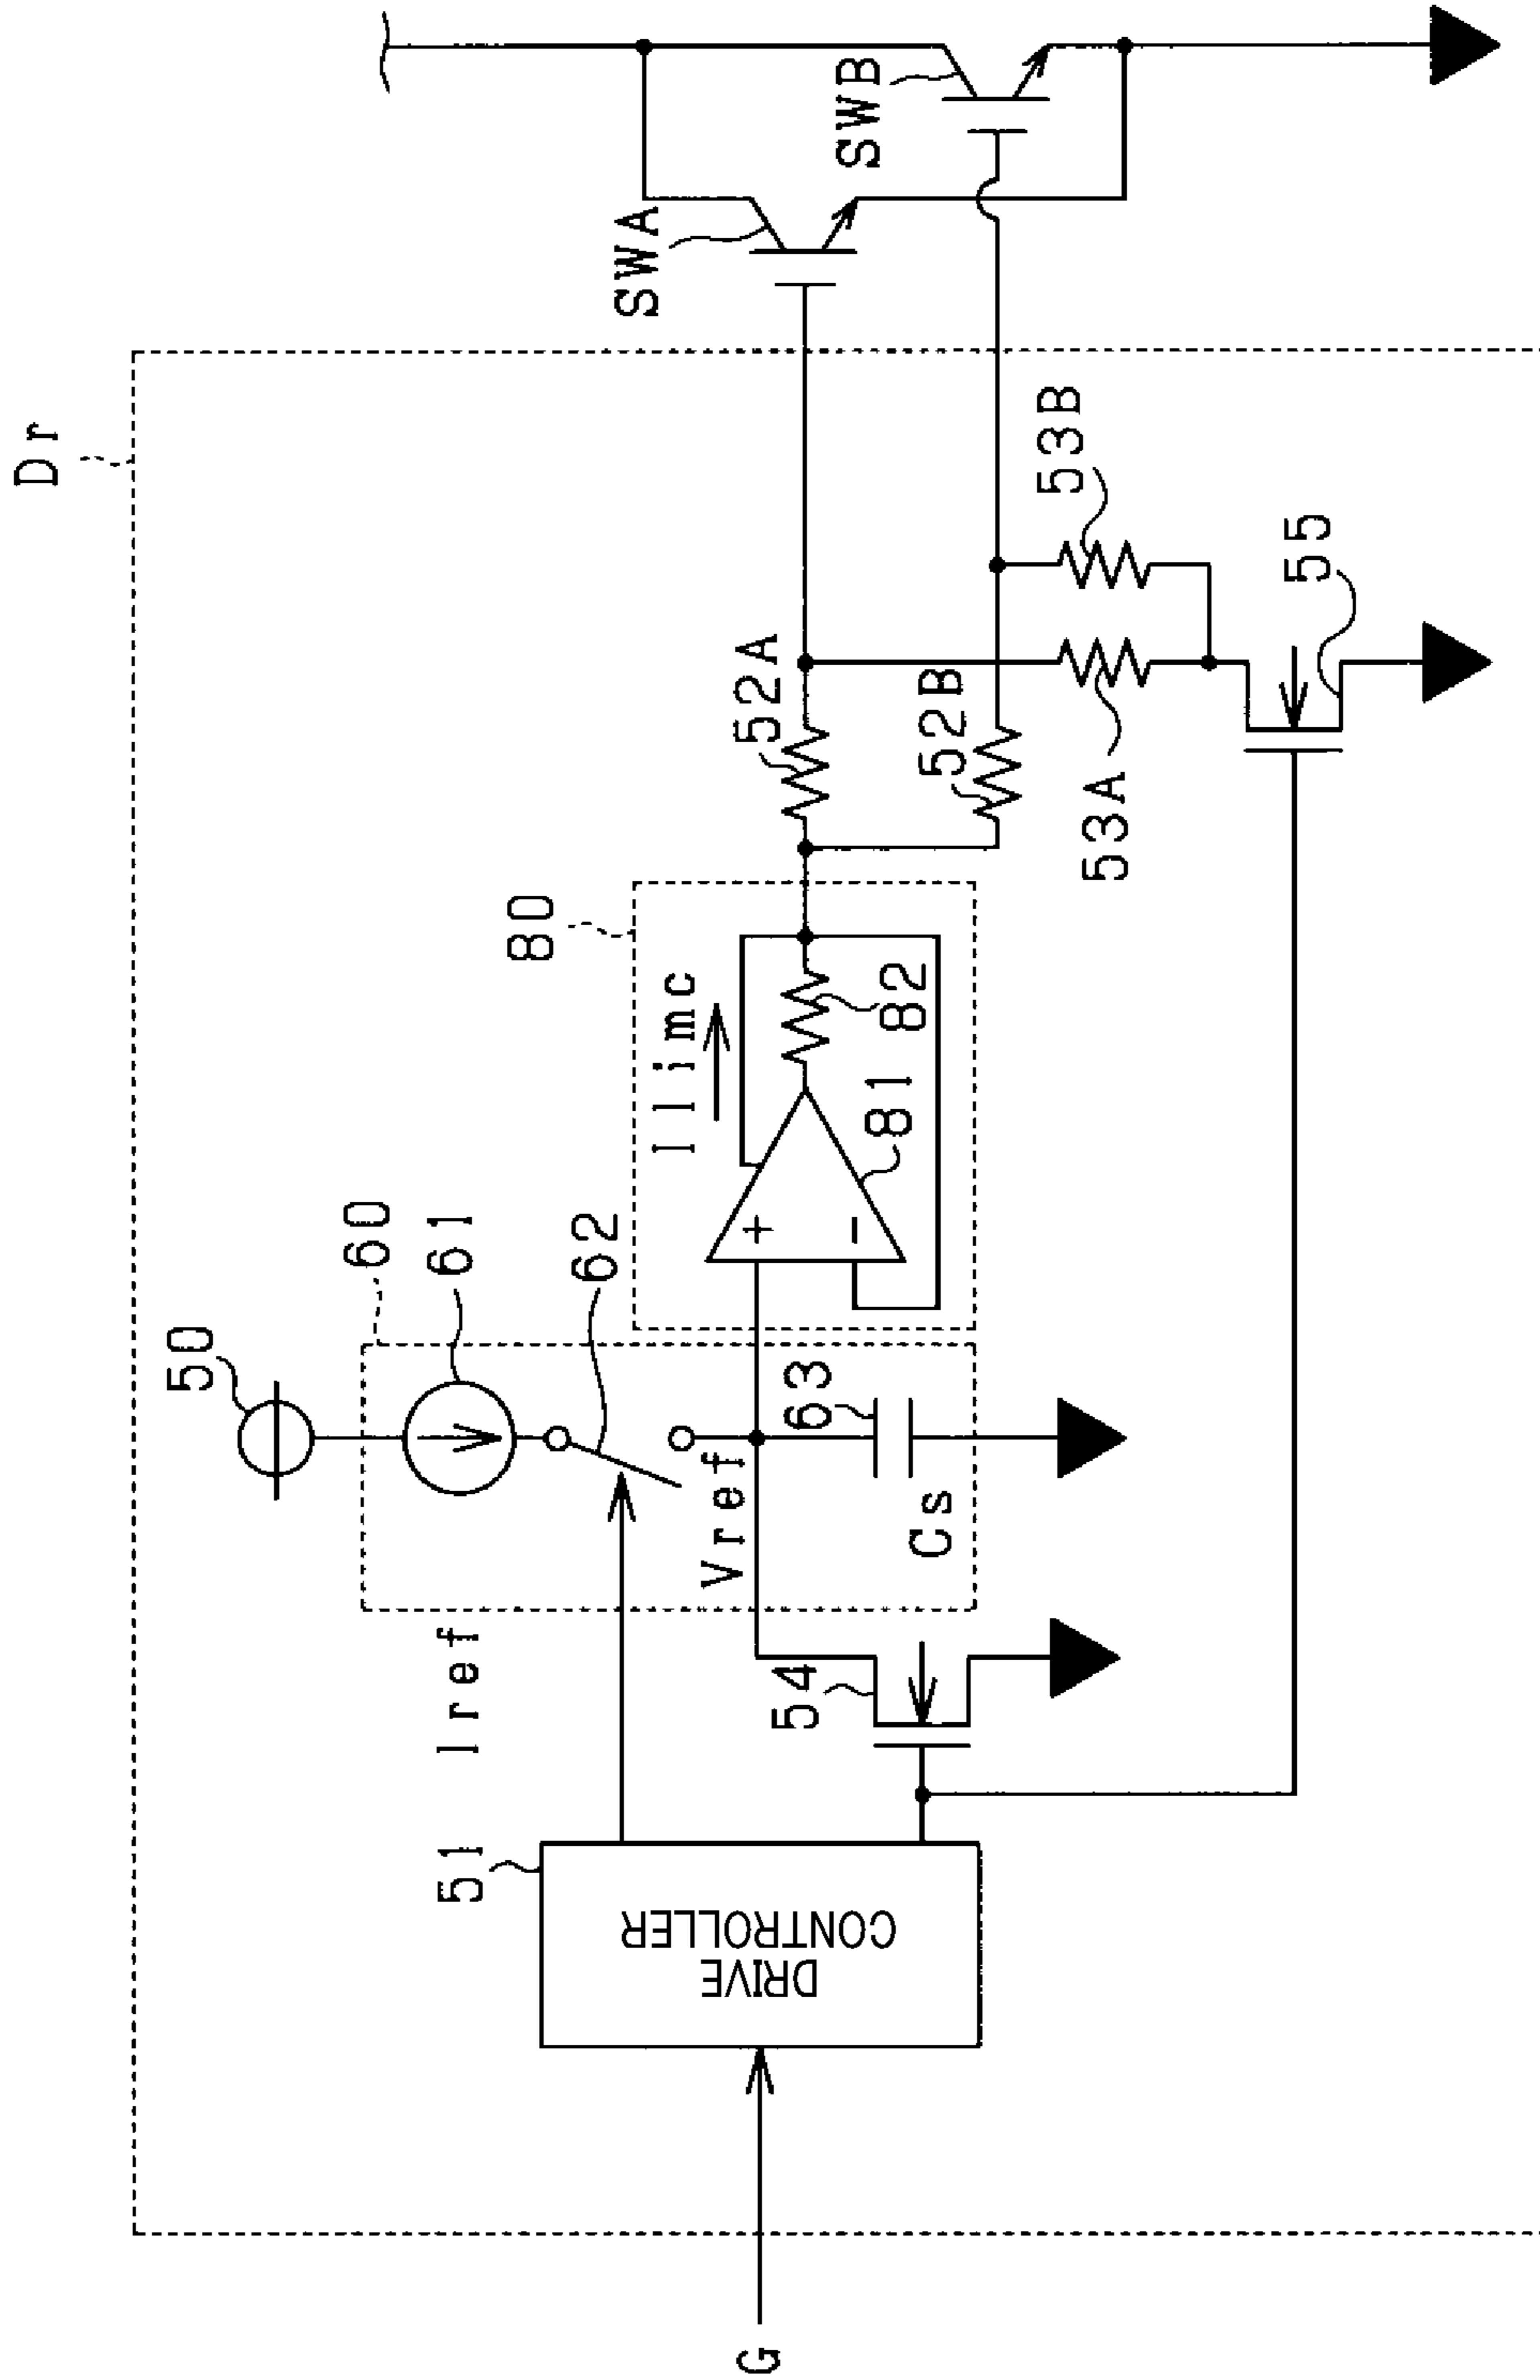 Dr
50
60
61
62
51
Iref
Vref
63
Cs
54
DRIVE
CONTROLLER
G
80
Ilimc
81
82
52A
52B
53A
53B
55
SWA
SWB
+
-